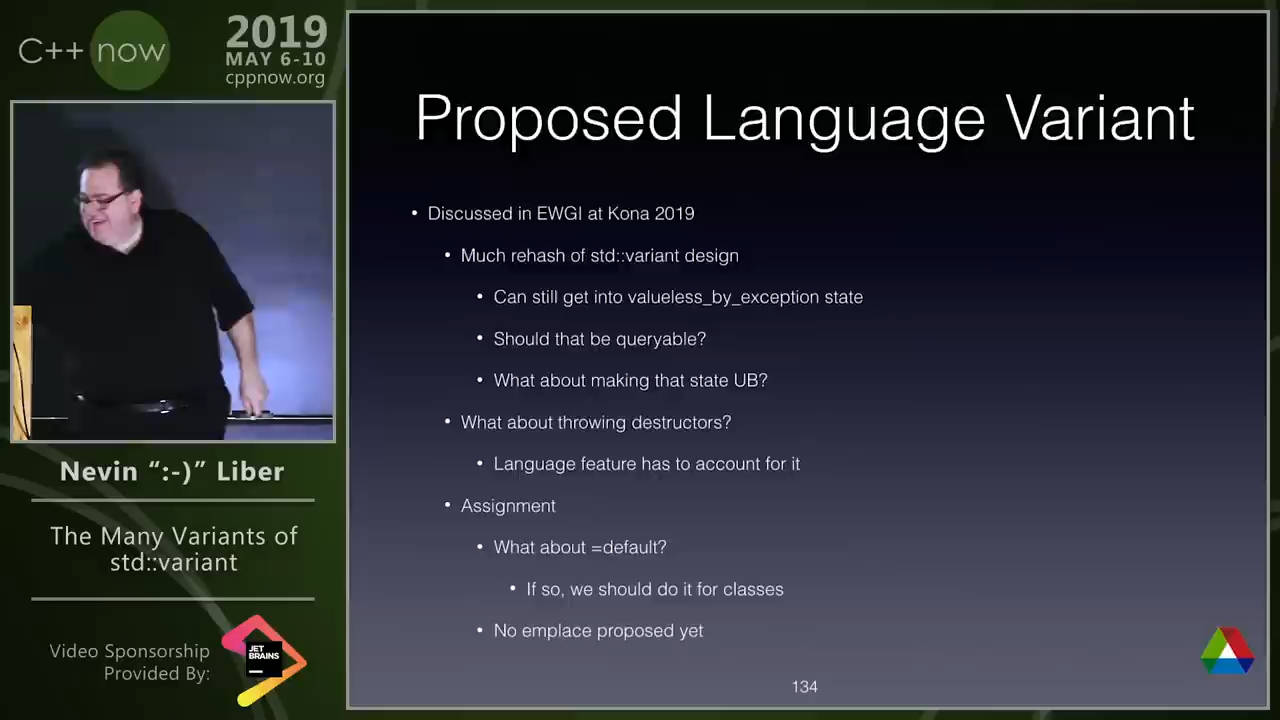 C++ now
2019
MAY 6-10
cppnow.org
Nevin “:-)” Liber
The Many Variants of
std::variant
Video Sponsorship
Provided By:
JET
BRAINS
Proposed Language Variant
• Discussed in EWGI at Kona 2019
• Much rehash of std::variant design
• Can still get into valueless_by_exception state
• Should that be queryable?
• What about making that state UB?
• What about throwing destructors?
• Language feature has to account for it
• Assignment
• What about =default?
• If so, we should do it for classes
• No emplace proposed yet
134